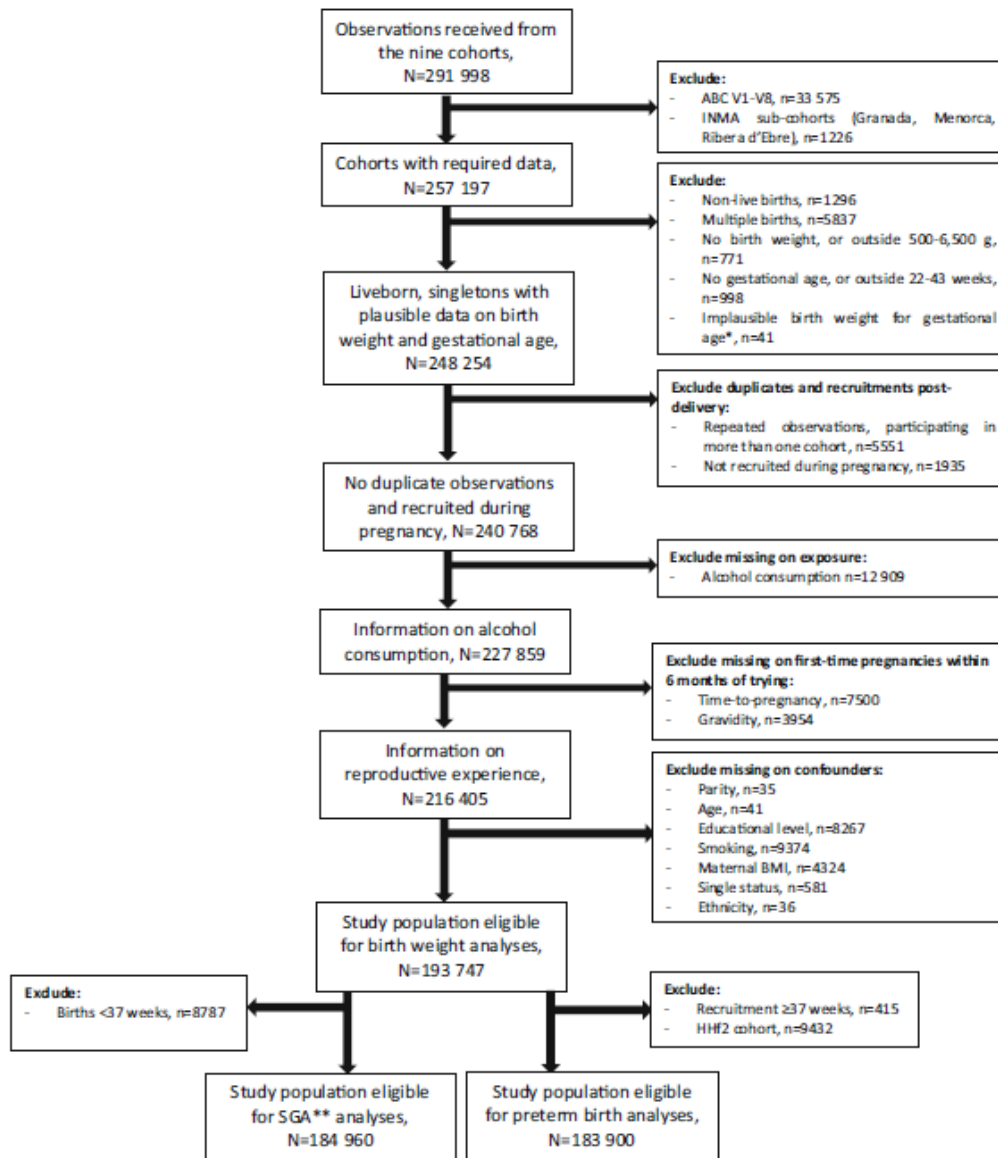 Observations received from
the nine cohorts,
N=291 998
Exclude:
- ABC V1-V8, n=33 575
- INMA sub-cohorts (Granada, Menorca,
Ribera d'Ebre), n=1226
Cohorts with required data,
N=257 197
Exclude:
- Non-live births, n=1296
- Multiple births, n=5837
- No birth weight, or outside 500-6,500 g,
n=771
- No gestational age, or outside 22-43 weeks,
n=998
- Implausible birth weight for gestational
age*, n=41
Liveborn, singletons with
plausible data on birth
weight and gestational age,
N=248 254
Exclude duplicates and recruitments post-
delivery:
- Repeated observations, participating in
more than one cohort, n=5551
- Not recruited during pregnancy, n=1935
No duplicate observations
and recruited during
pregnancy, N=240 768
Exclude missing on exposure:
- Alcohol consumption n=12 909
Information on alcohol
consumption, N=227 859
Exclude missing on first-time pregnancies within
6 months of trying:
- Time-to-pregnancy, n=7500
- Gravidity, n=3954
Information on
reproductive experience,
N=216 405
Exclude missing on confounders:
- Parity, n=35
- Age, n=41
- Educational level, n=8267
- Smoking, n=9374
- Maternal BMI, n=4324
- Single status, n=581
- Ethnicity, n=36
Study population eligible
for birth weight analyses,
N=193 747
Exclude:
- Births <37 weeks, n=8787
Exclude:
- Recruitment ≥37 weeks, n=415
- HHf2 cohort, n=9432
Study population eligible
for SGA** analyses,
N=184 960
Study population eligible
for preterm birth analyses,
N=183 900